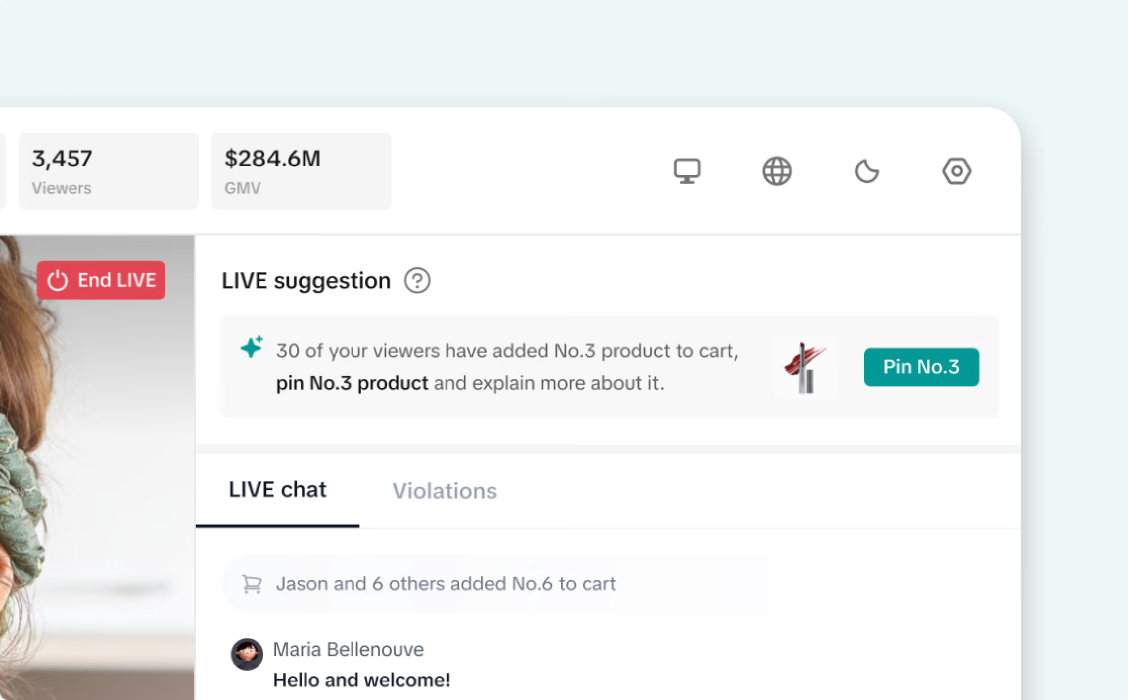 3,457
Viewers
$284.6M
GMV
End LIVE
LIVE suggestion ?
30 of your viewers have added No.3 product to cart,
pin No.3 product and explain more about it.
Pin No.3
LIVE chat
Violations
Jason and 6 others added No.6 to cart
Maria Bellenouve
Hello and welcome!